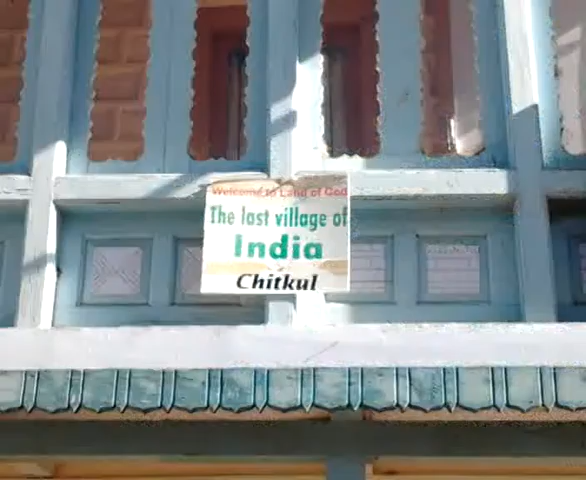 Welcome to Land of God
The last village of
India
Chitkul